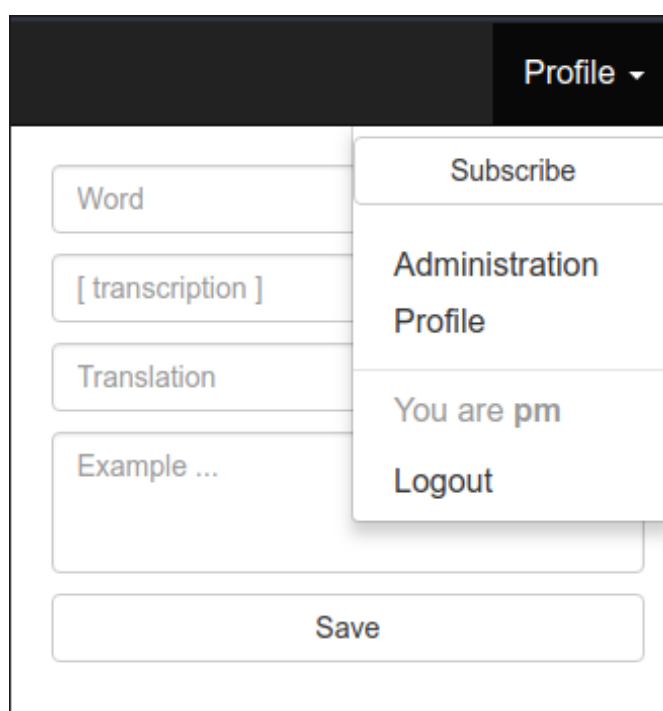 Profile
Subscribe
Administration
Profile
You are pm
Logout
Word
[ transcription ]
Translation
Example ...
Save